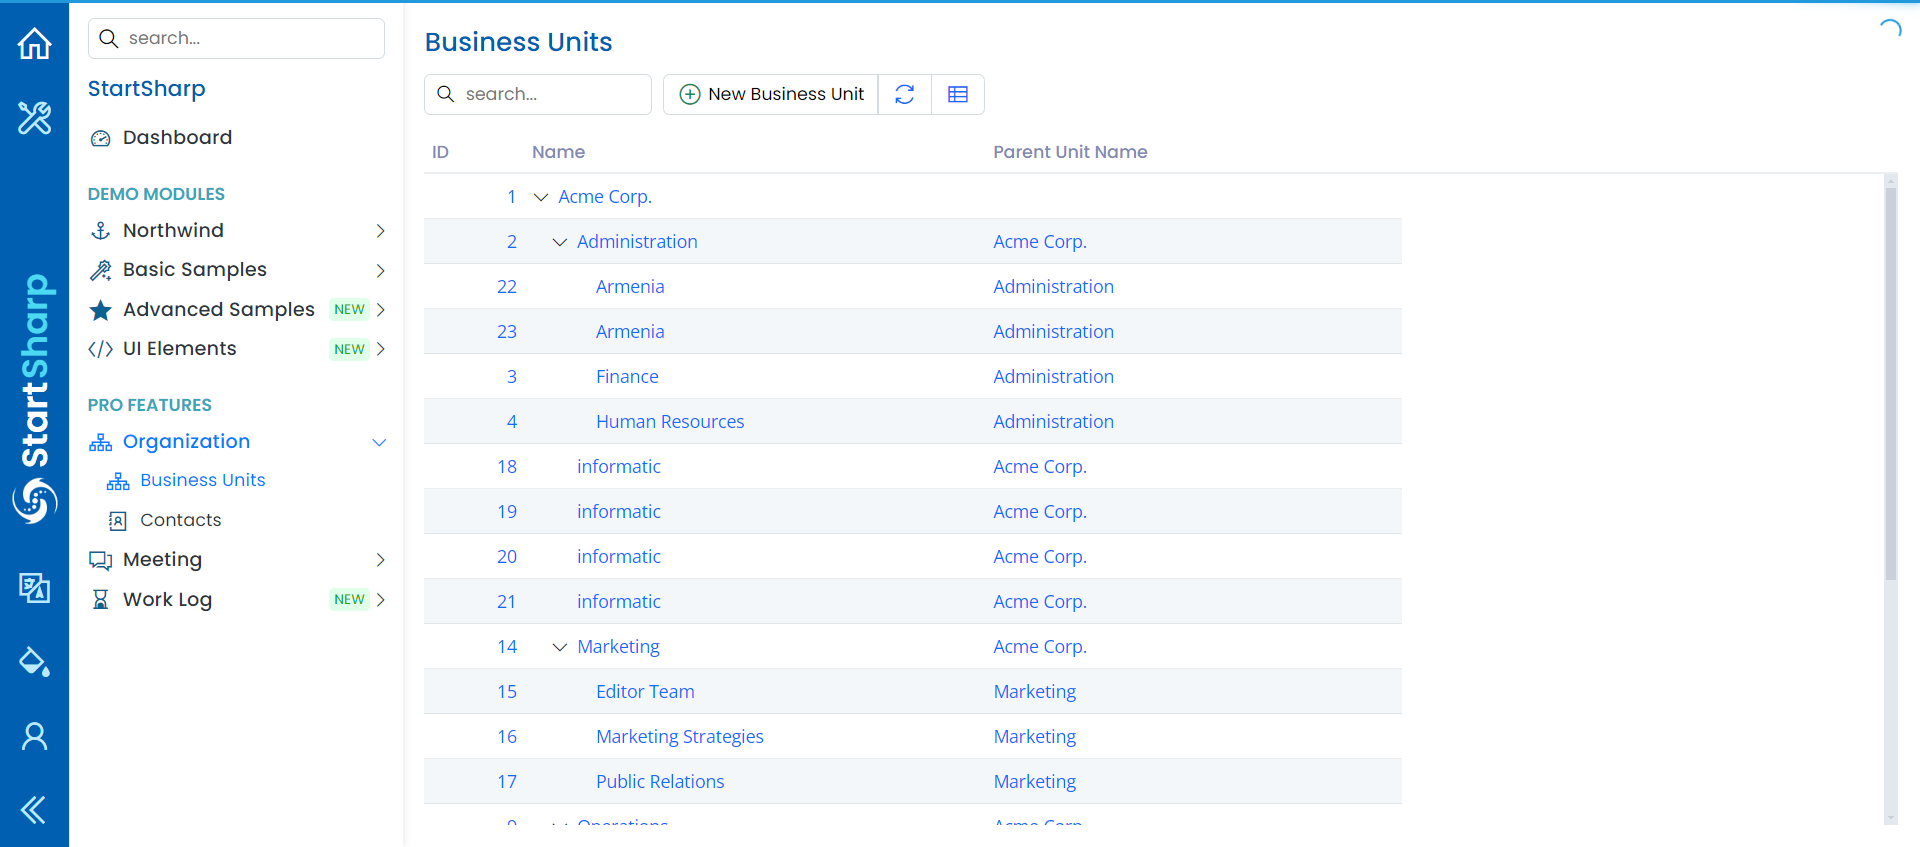 search...
StartSharp
Dashboard
DEMO MODULES
Northwind
Basic Samples
Advanced Samples NEW
UI Elements NEW
PRO FEATURES
Organization
Business Units
Contacts
Meeting
Work Log NEW
StartSharp
Business Units
search...
New Business Unit
ID Name Parent Unit Name
1 Acme Corp.
2 Administration Acme Corp.
22 Armenia Administration
23 Armenia Administration
3 Finance Administration
4 Human Resources Administration
18 informatic Acme Corp.
19 informatic Acme Corp.
20 informatic Acme Corp.
21 informatic Acme Corp.
14 Marketing Acme Corp.
15 Editor Team Marketing
16 Marketing Strategies Marketing
17 Public Relations Marketing
9 Operations Acme Corp.